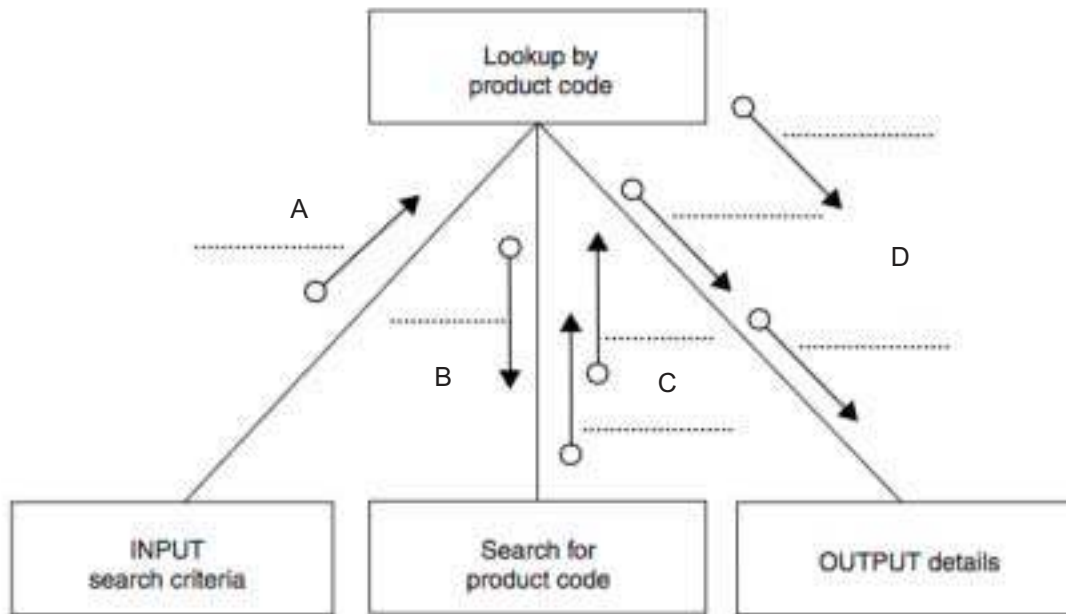 Lookup by
product code
A
D
B
C
INPUT
search criteria
Search for
product code
OUTPUT details